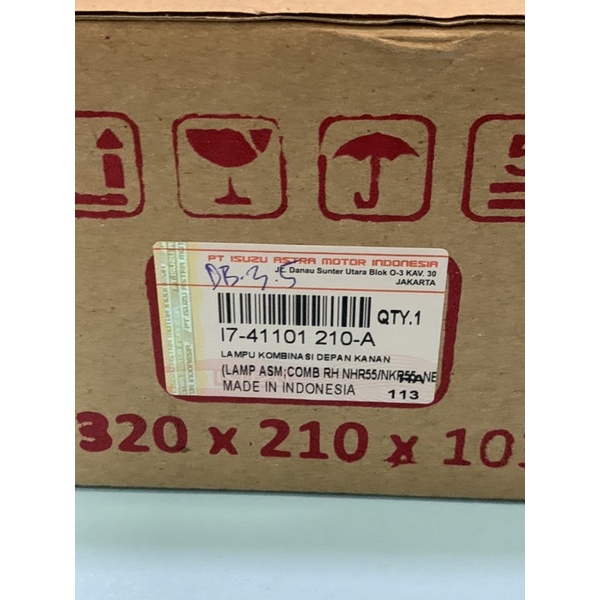 PT ISUZU ASTRA MOTOR INDONESIA
JL. Danau Sunter Utara Blok O-3 KAV. 30
JAKARTA
DB.3.5
QTY.1
I7-41101 210-A
LAMPU KOMBINASI DEPAN KANAN
(LAMP ASM;COMB RH NHR55/NKR55, NE
MADE IN INDONESIA
113
320 x 210 x 10